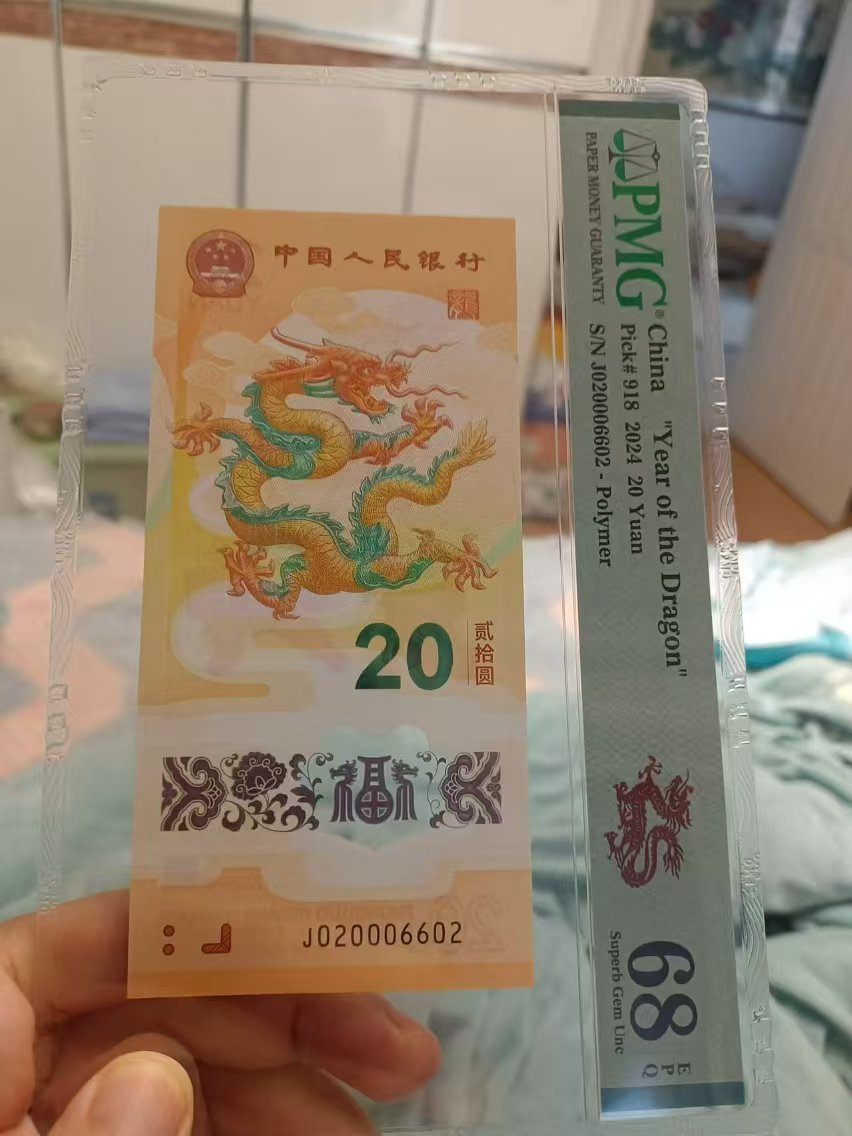 中国人民银行
20
贰拾圆
福
J020006602
PMG®
PAPER MONEY GUARANTY
China "Year of the Dragon"
Pick# 918 2024 20 Yuan
S/N J020006602 - Polymer
68
EPQ
Superb Gem Unc